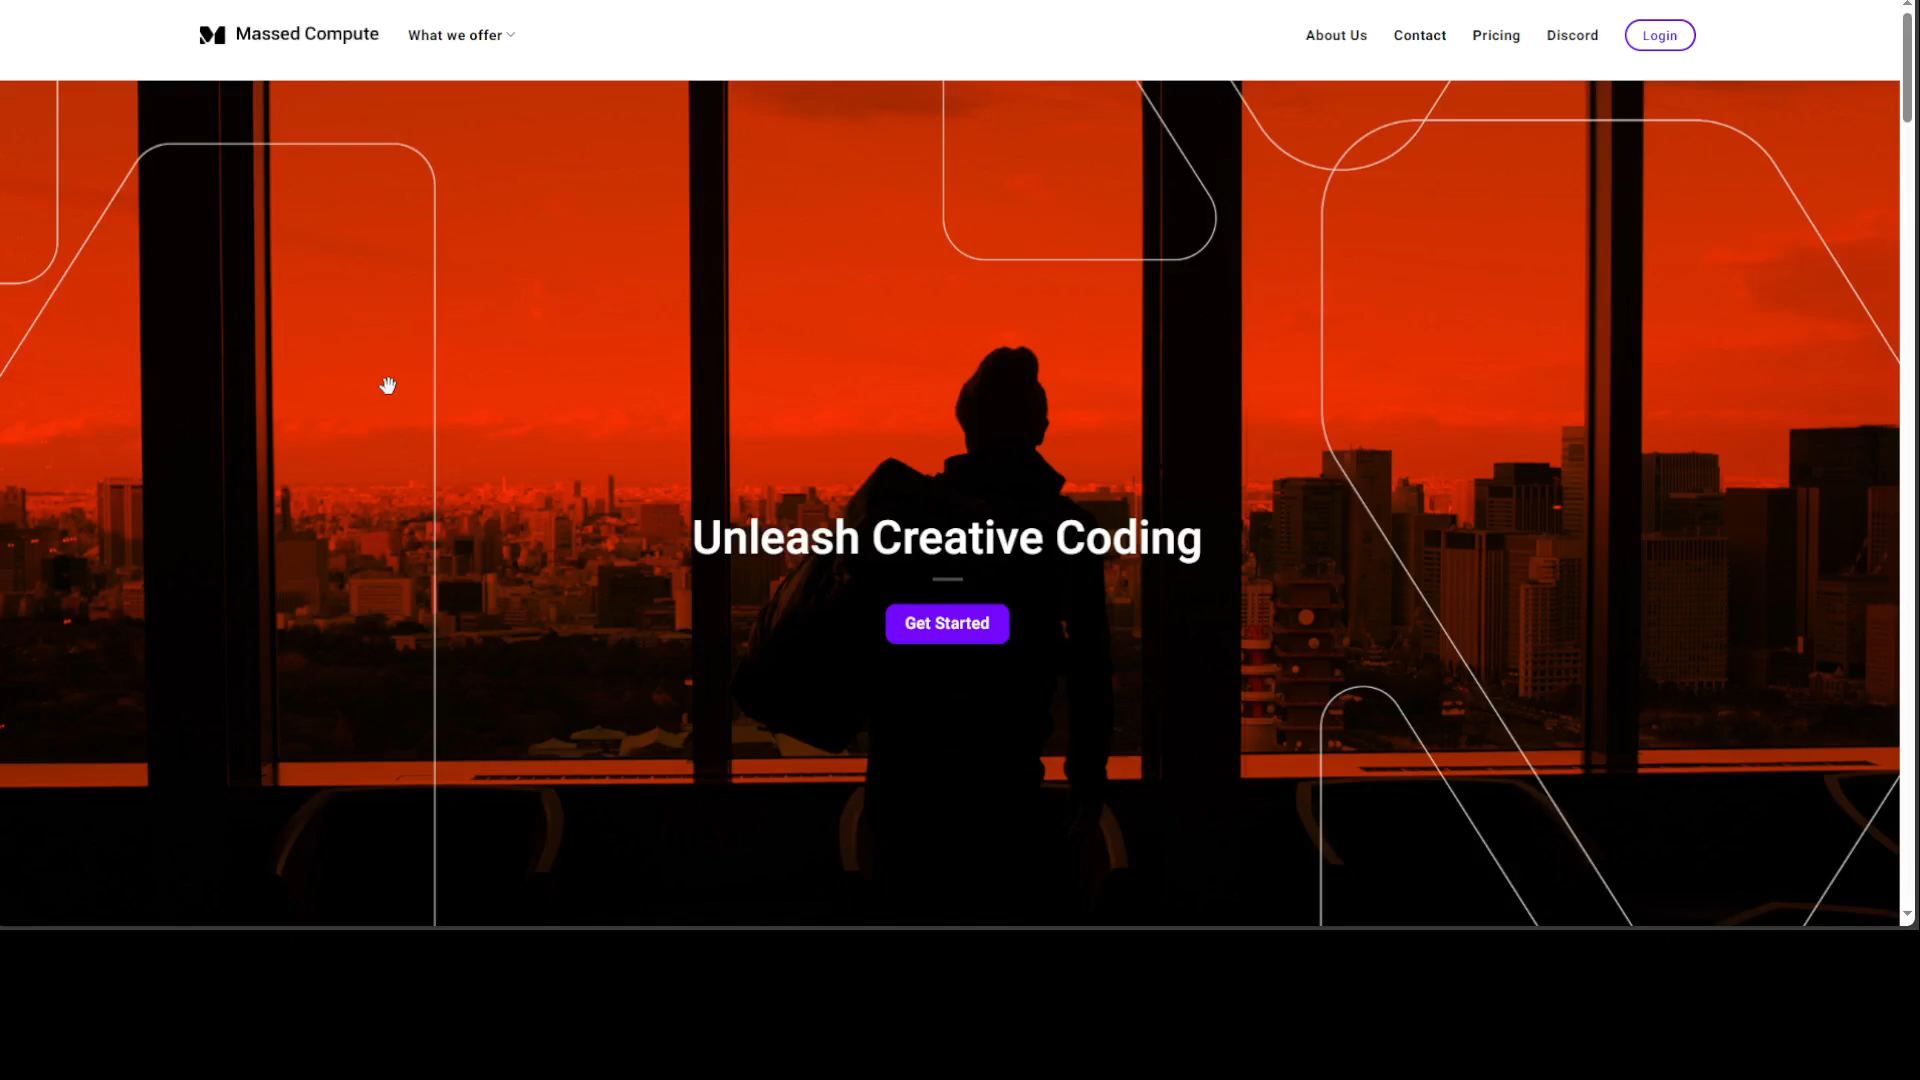 Massed Compute
What we offer
About Us
Contact
Pricing
Discord
Login
Unleash Creative Coding
Get Started